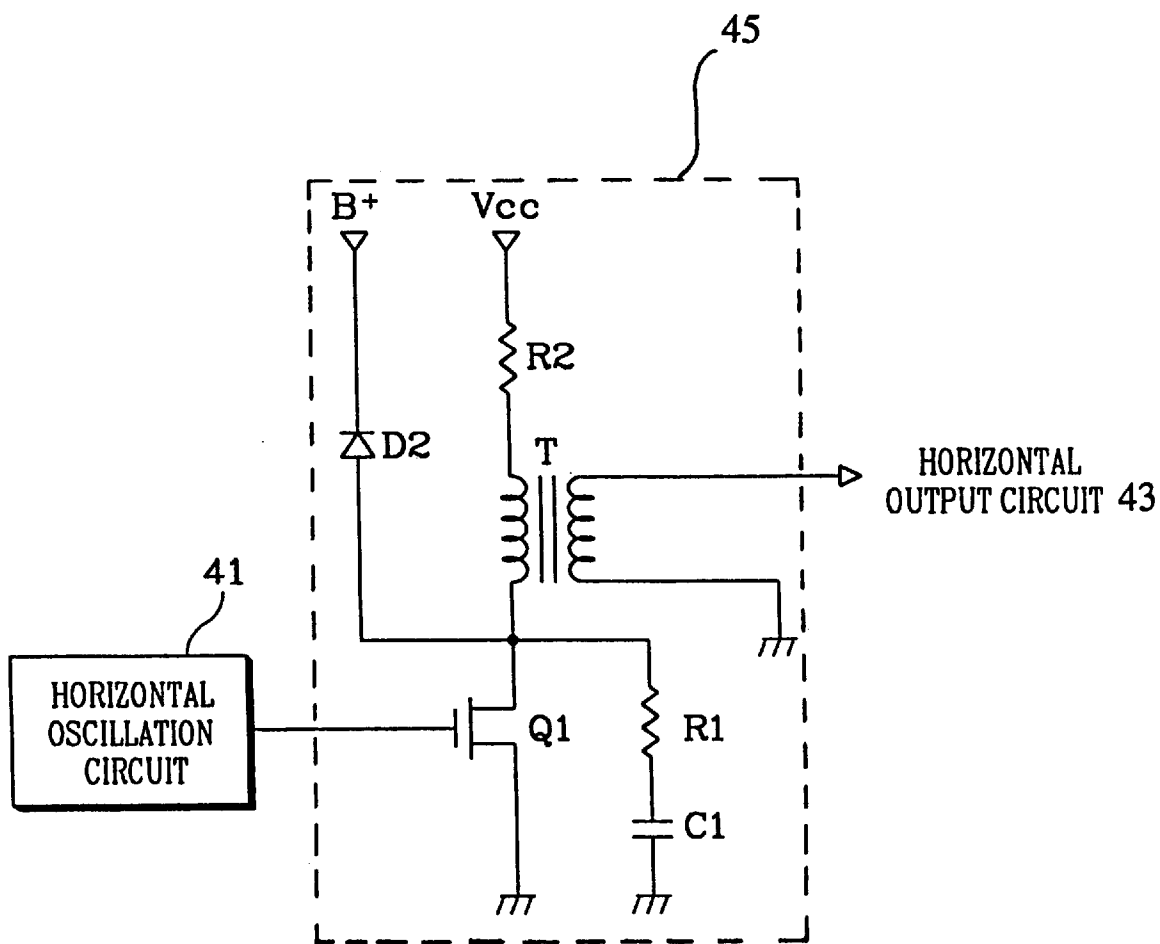 45
B+
Vcc
R2
D2
T
HORIZONTAL
OUTPUT CIRCUIT 43
41
HORIZONTAL
OSCILLATION
CIRCUIT
Q1
R1
C1